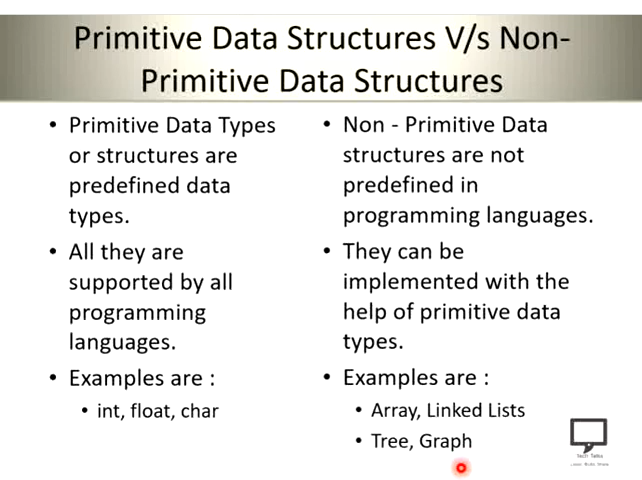 Primitive Data Structures V/s Non-
Primitive Data Structures
• Primitive Data Types
or structures are
predefined data
types.
• All they are
supported by all
programming
languages.
• Examples are :
• int, float, char
• Non - Primitive Data
structures are not
predefined in
programming languages.
• They can be
implemented with the
help of primitive data
types.
• Examples are :
• Array, Linked Lists
• Tree, Graph
Tech Talks